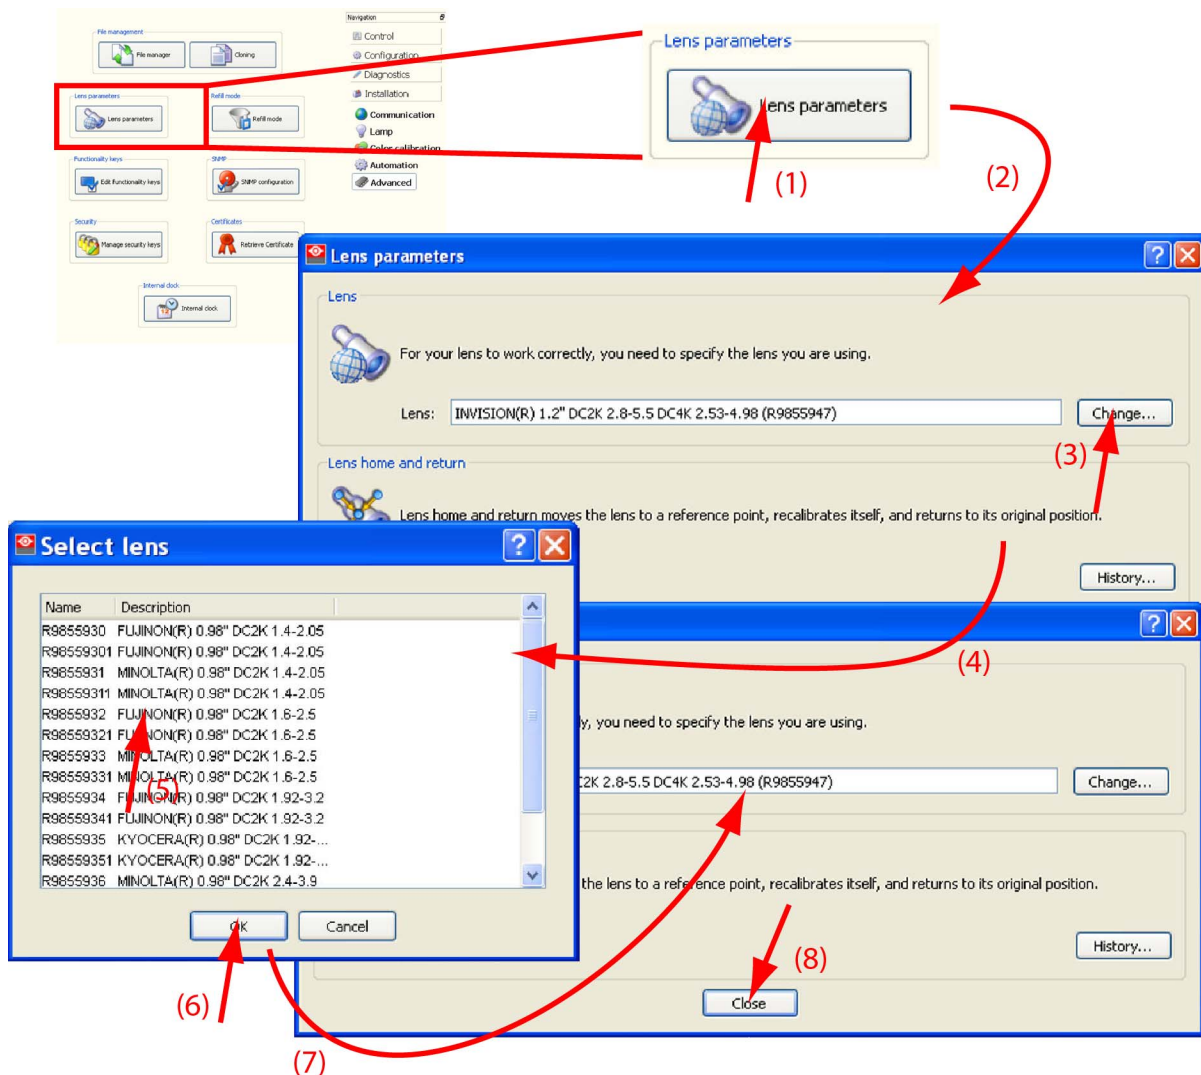 Navigation
File management
File manager
Cloning
Control
Configuration
Diagnostics
Installation
Communication
Lamp
Color calibration
Automation
Advanced
Lens parameters
Lens parameters
Refill mode
Refill mode
Functionality keys
Edit functionality keys
SNMP
SNMP configuration
Security
Manage security keys
Certificates
Retrieve Certificate
Internal clock
Internal clock
Lens parameters
Lens parameters
(1)
(2)
Lens parameters
Lens
For your lens to work correctly, you need to specify the lens you are using.
Lens: INVISION(R) 1.2" DC2K 2.8-5.5 DC4K 2.53-4.98 (R9855947) Change...
(3)
Lens home and return
Lens home and return moves the lens to a reference point, recalibrates itself, and returns to its original position.
History...
(4)
Select lens
Name Description
R9855930 FUJINON(R) 0.98" DC2K 1.4-2.05
R98559301 FUJINON(R) 0.98" DC2K 1.4-2.05
R9855931 MINOLTA(R) 0.98" DC2K 1.4-2.05
R98559311 MINOLTA(R) 0.98" DC2K 1.4-2.05
R9855932 FUJINON(R) 0.98" DC2K 1.6-2.5
R98559321 FUJINON(R) 0.98" DC2K 1.6-2.5
R9855933 MINOLTA(R) 0.98" DC2K 1.6-2.5
R98559331 MINOLTA(R) 0.98" DC2K 1.6-2.5
R9855934 FUJINON(R) 0.98" DC2K 1.92-3.2
R98559341 FUJINON(R) 0.98" DC2K 1.92-3.2
R9855935 KYOCERA(R) 0.98" DC2K 1.92-...
R98559351 KYOCERA(R) 0.98" DC2K 1.92-...
R9855936 MINOLTA(R) 0.98" DC2K 2.4-3.9
(5)
OK Cancel
(6)
(7)
y, you need to specify the lens you are using.
C2K 2.8-5.5 DC4K 2.53-4.98 (R9855947) Change...
the lens to a reference point, recalibrates itself, and returns to its original position.
History...
(8)
Close